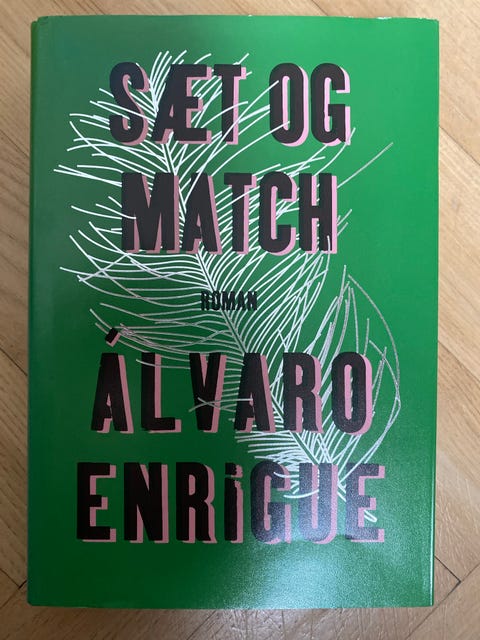 SÆT OG
MATCH
ROMAN
ÁLVARO
ENRiGUE